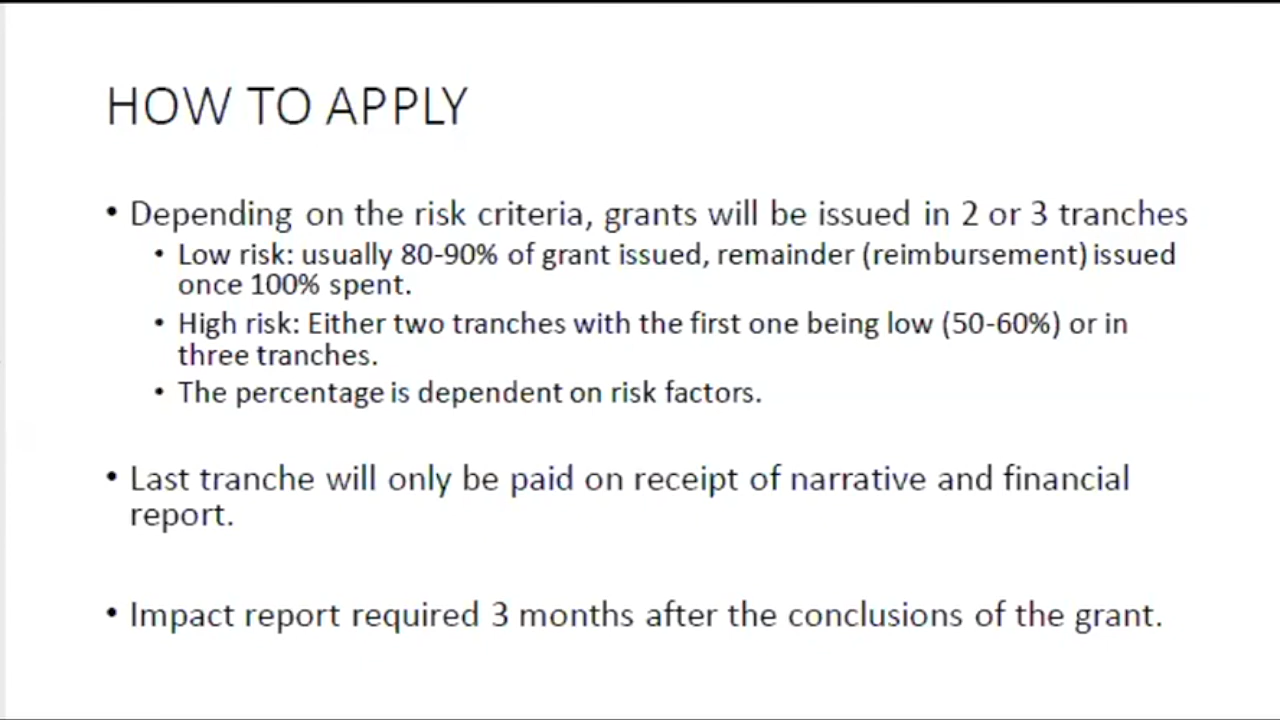 HOW TO APPLY
• Depending on the risk criteria, grants will be issued in 2 or 3 tranches
• Low risk: usually 80-90% of grant issued, remainder (reimbursement) issued
once 100% spent.
• High risk: Either two tranches with the first one being low (50-60%) or in
three tranches.
• The percentage is dependent on risk factors.
• Last tranche will only be paid on receipt of narrative and financial
report.
• Impact report required 3 months after the conclusions of the grant.